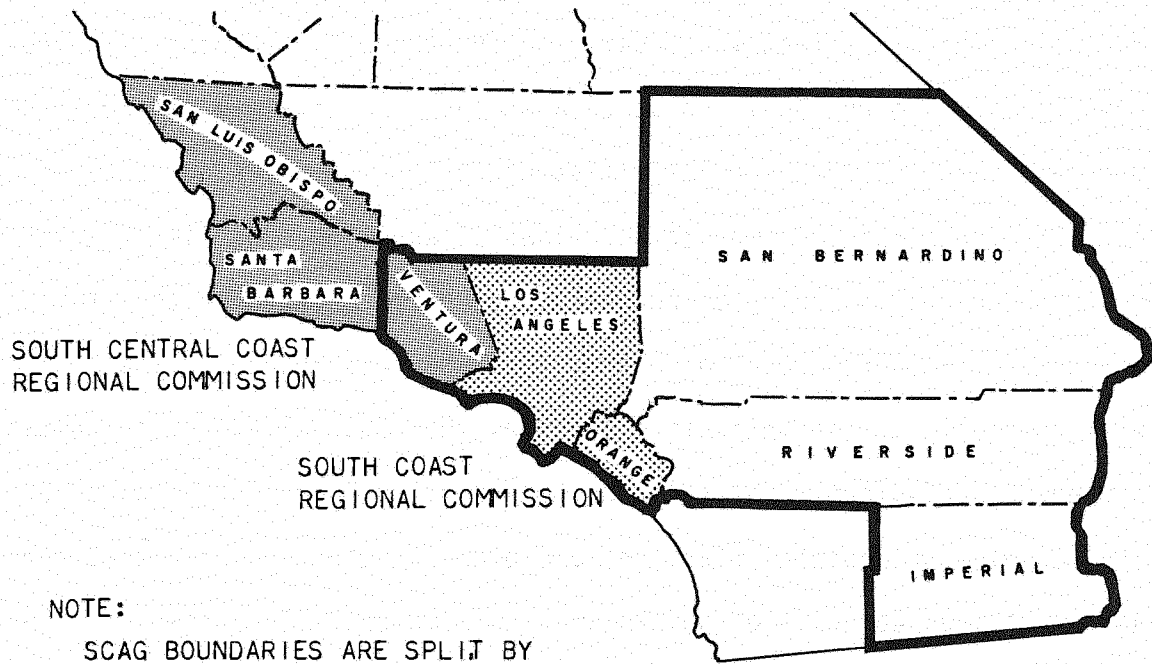 SAN LUIS OBISPO
SANTA
BARBARA
VENTURA
LOS
ANGELES
SAN BERNARDINO
SOUTH CENTRAL COAST
REGIONAL COMMISSION
ORANGE
RIVERSIDE
SOUTH COAST
REGIONAL COMMISSION
IMPERIAL
NOTE:
SCAG BOUNDARIES ARE SPLIT BY